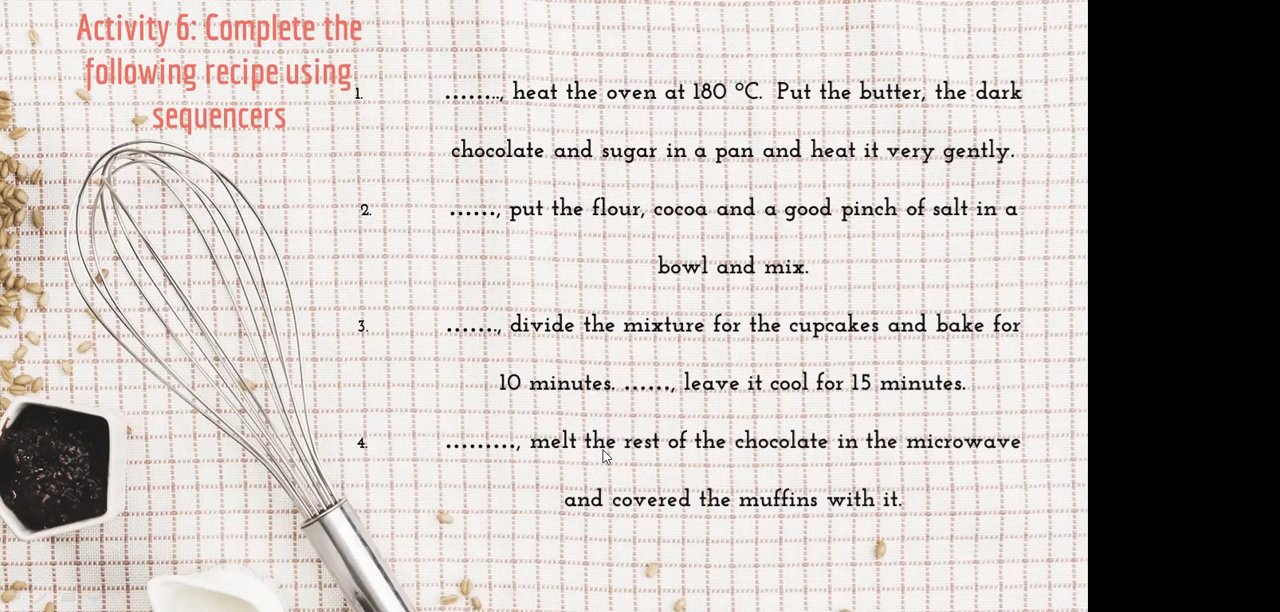 Activity 6: Complete the
following recipe using
sequencers
1. ........, heat the oven at 180 ºC. Put the butter, the dark
chocolate and sugar in a pan and heat it very gently.
2. ......, put the flour, cocoa and a good pinch of salt in a
bowl and mix.
3. ......., divide the mixture for the cupcakes and bake for
10 minutes. ......, leave it cool for 15 minutes.
4. ........., melt the rest of the chocolate in the microwave
and covered the muffins with it.